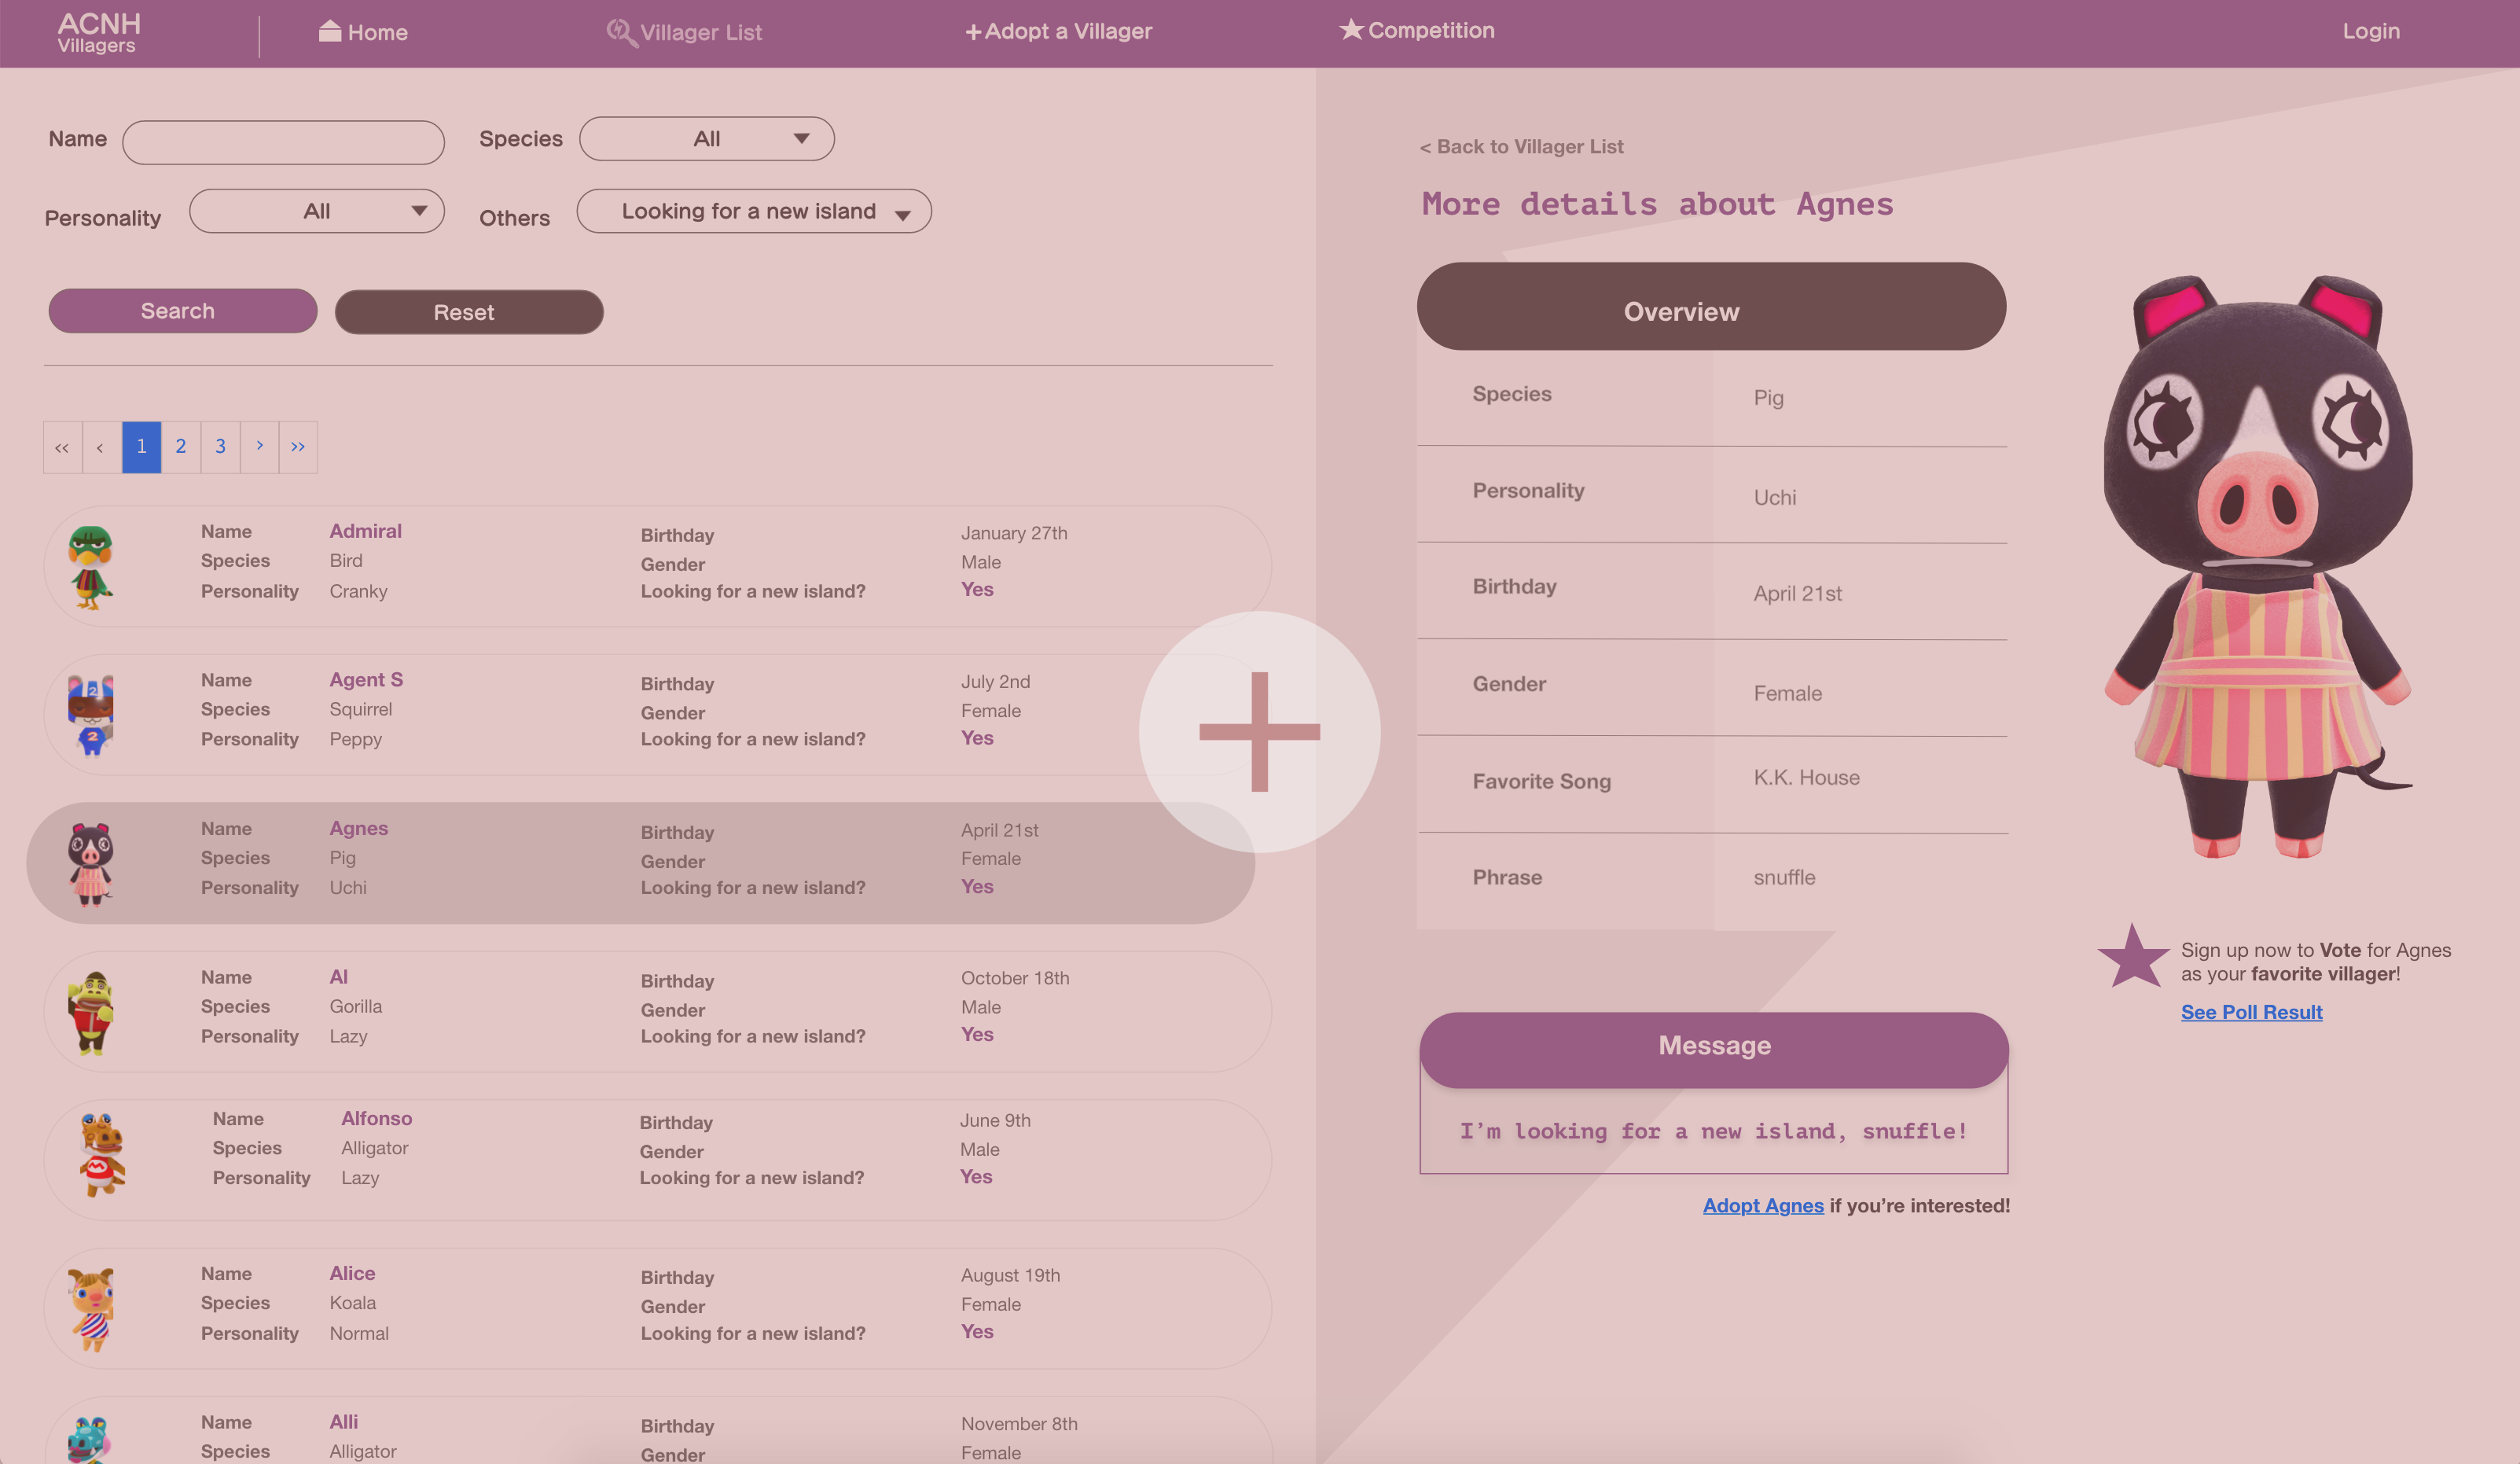 ACNH
Villagers
Home
Villager List
+Adopt a Villager
Competition
Login
Name
Species All
Personality All
Others Looking for a new island
Search
Reset
<< < 1 2 3 > >>
Name Admiral Birthday January 27th
Species Bird Gender Male
Personality Cranky Looking for a new island? Yes
Name Agent S Birthday July 2nd
Species Squirrel Gender Female
Personality Peppy Looking for a new island? Yes
Name Agnes Birthday April 21st
Species Pig Gender Female
Personality Uchi Looking for a new island? Yes
Name Al Birthday October 18th
Species Gorilla Gender Male
Personality Lazy Looking for a new island? Yes
Name Alfonso Birthday June 9th
Species Alligator Gender Male
Personality Lazy Looking for a new island? Yes
Name Alice Birthday August 19th
Species Koala Gender Female
Personality Normal Looking for a new island? Yes
Name Alli Birthday November 8th
Species Alligator Gender Female
< Back to Villager List
More details about Agnes
Overview
Species Pig
Personality Uchi
Birthday April 21st
Gender Female
Favorite Song K.K. House
Phrase snuffle
Message
I'm looking for a new island, snuffle!
Adopt Agnes if you're interested!
Sign up now to Vote for Agnes
as your favorite villager!
See Poll Result